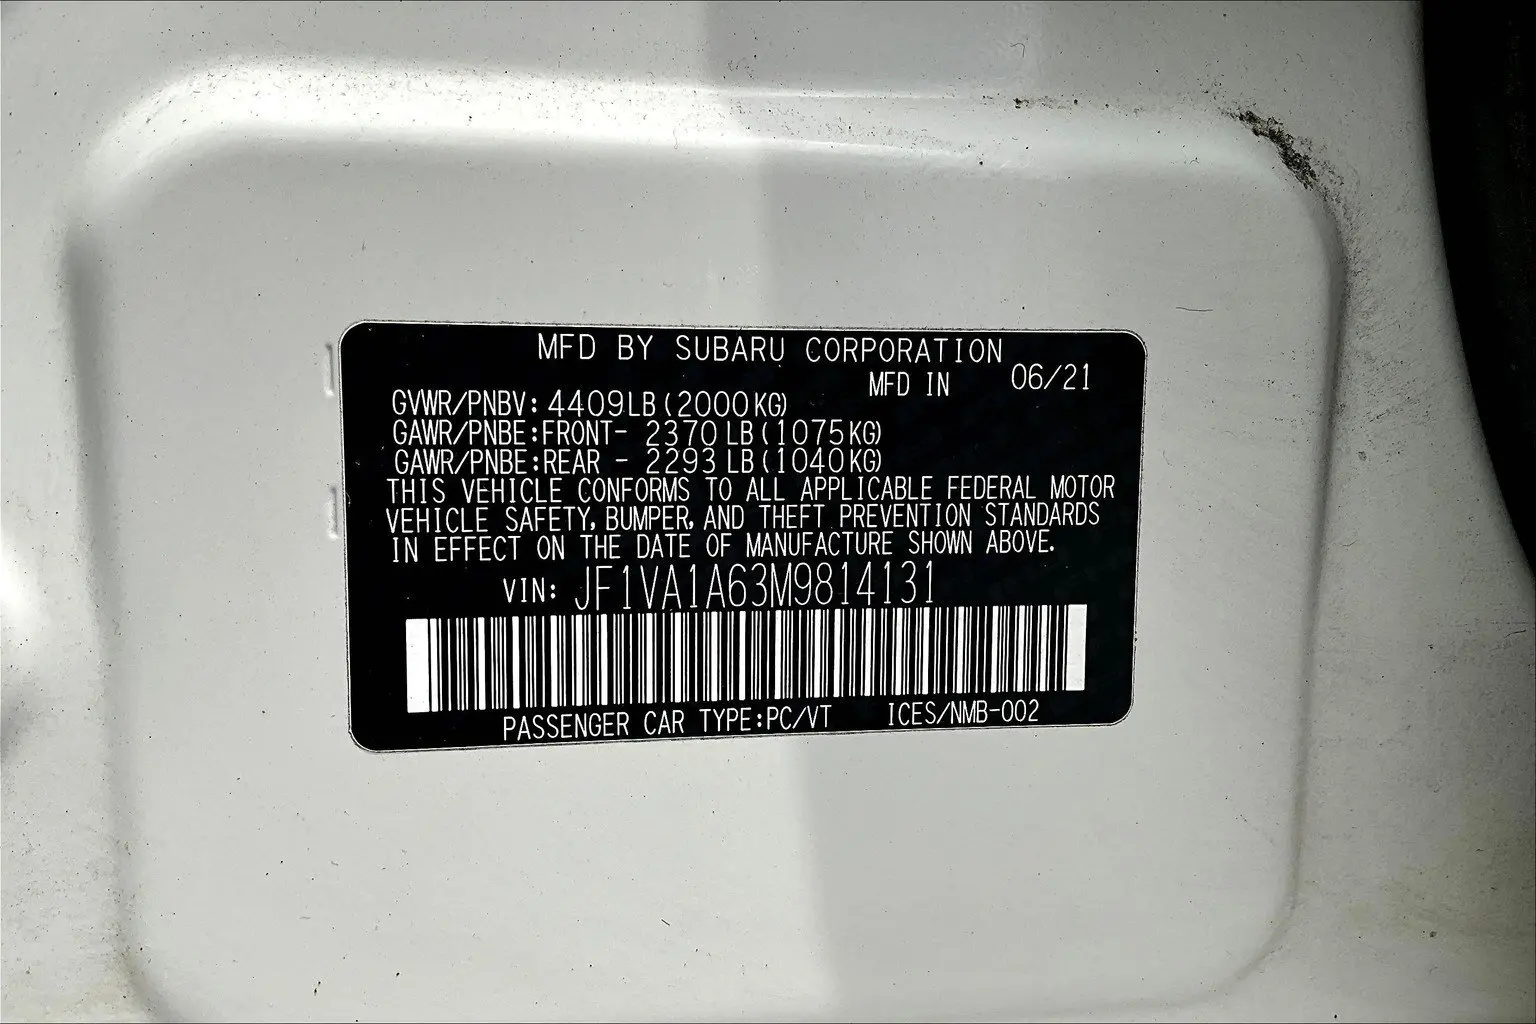 MFD BY SUBARU CORPORATION
MFD IN 06/21
GVWR/PNBV: 4409LB (2000KG)
GAWR/PNBE:FRONT- 2370 LB (1075KG)
GAWR/PNBE:REAR - 2293 LB (1040KG)
THIS VEHICLE CONFORMS TO ALL APPLICABLE FEDERAL MOTOR
VEHICLE SAFETY, BUMPER, AND THEFT PREVENTION STANDARDS
IN EFFECT ON THE DATE OF MANUFACTURE SHOWN ABOVE.
VIN: JF1VA1A63M9814131
PASSENGER CAR TYPE:PC/VT ICES/NMB-002